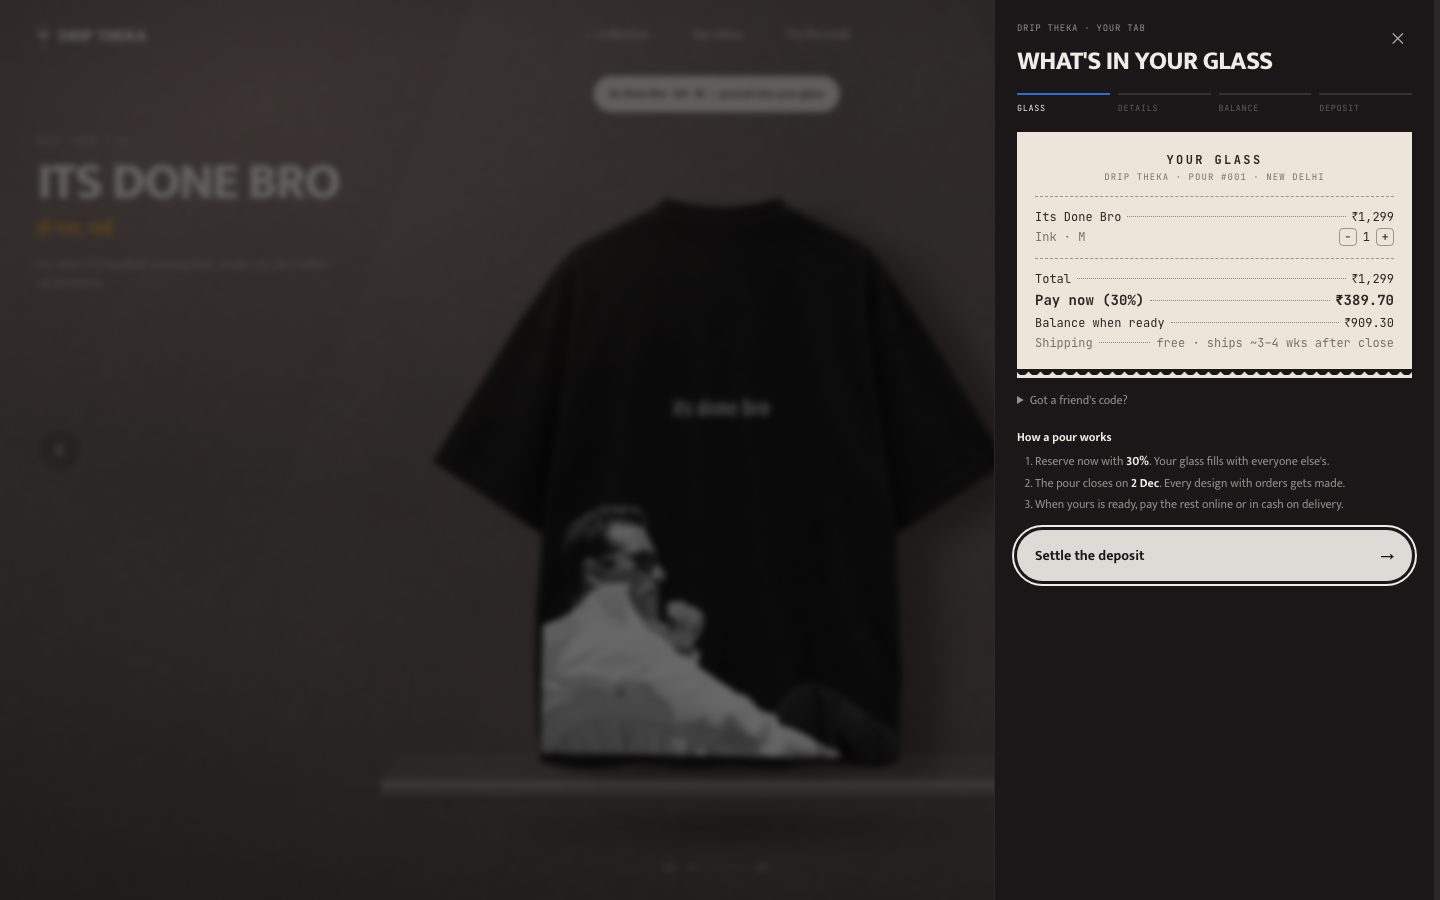 DRIP THEKA
DRIP THEKA · YOUR TAB
WHAT'S IN YOUR GLASS
GLASS
DETAILS
BALANCE
DEPOSIT
YOUR GLASS
DRIP THEKA · POUR #001 · NEW DELHI
Its Done Bro ₹1,299
Ink · M - 1 +
Total ₹1,299
Pay now (30%) ₹389.70
Balance when ready ₹909.30
Shipping free · ships ~3–4 wks after close
Got a friend's code?
How a pour works
1. Reserve now with 30%. Your glass fills with everyone else's.
2. The pour closes on 2 Dec. Every design with orders gets made.
3. When yours is ready, pay the rest online or in cash on delivery.
Settle the deposit →
ITS DONE BRO
its done bro